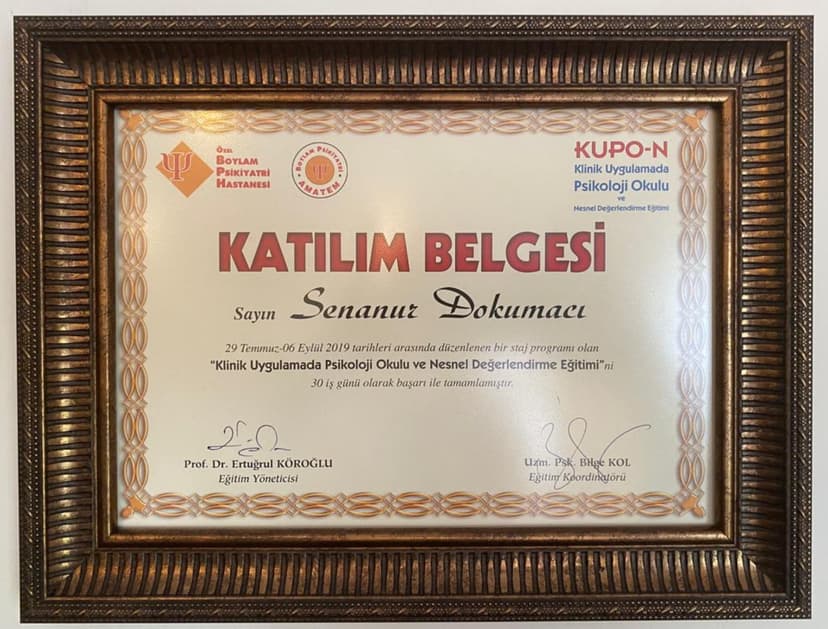 ÖZEL
BOYLAM
PSİKİYATRİ
HASTANESİ
BOYLAM PSİKİYATRİ
AMATEM
KUPO-N
Klinik Uygulamada
Psikoloji Okulu
ve
Nesnel Değerlendirme Eğitimi
KATILIM BELGESİ
Sayın Senanur Dokumacı
29 Temmuz-06 Eylül 2019 tarihleri arasında düzenlenen bir staj programı olan
"Klinik Uygulamada Psikoloji Okulu ve Nesnel Değerlendirme Eğitimi"ni
30 iş günü olarak başarı ile tamamlamıştır.
Prof. Dr. Ertuğrul KÖROĞLU
Eğitim Yöneticisi
Uzm. Psk. Bilge KOL
Eğitim Koordinatörü